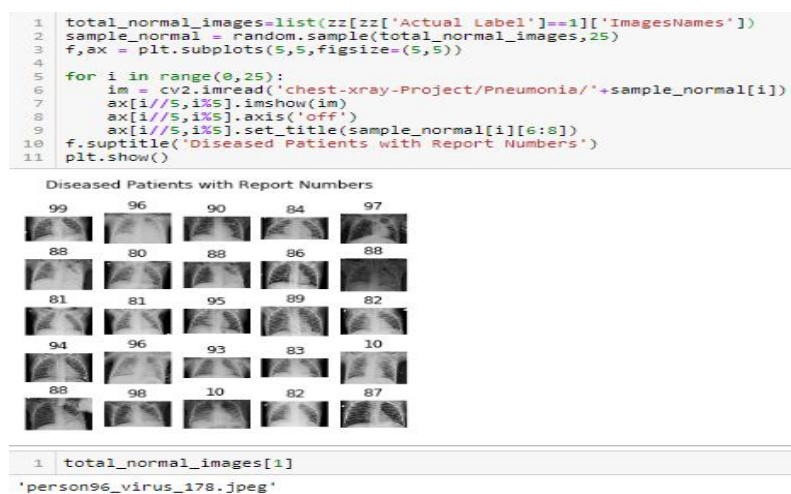 1 total_normal_images=list(zz[zz['Actual Label']==1]['ImagesNames'])
2 sample_normal = random.sample(total_normal_images,25)
3 f,ax = plt.subplots(5,5,figsize=(5,5))
4
5 for i in range(0,25):
6     im = cv2.imread('chest-xray-Project/Pneumonia/'+sample_normal[i])
7     ax[i//5,i%5].imshow(im)
8     ax[i//5,i%5].axis('off')
9     ax[i//5,i%5].set_title(sample_normal[i][6:8])
10 f.suptitle('Diseased Patients with Report Numbers')
11 plt.show()
Diseased Patients with Report Numbers
99 96 90 84 97
88 80 88 86 88
81 81 95 89 82
94 96 93 83 10
88 98 10 82 87
1 total_normal_images[1]
'person96_virus_178.jpeg'